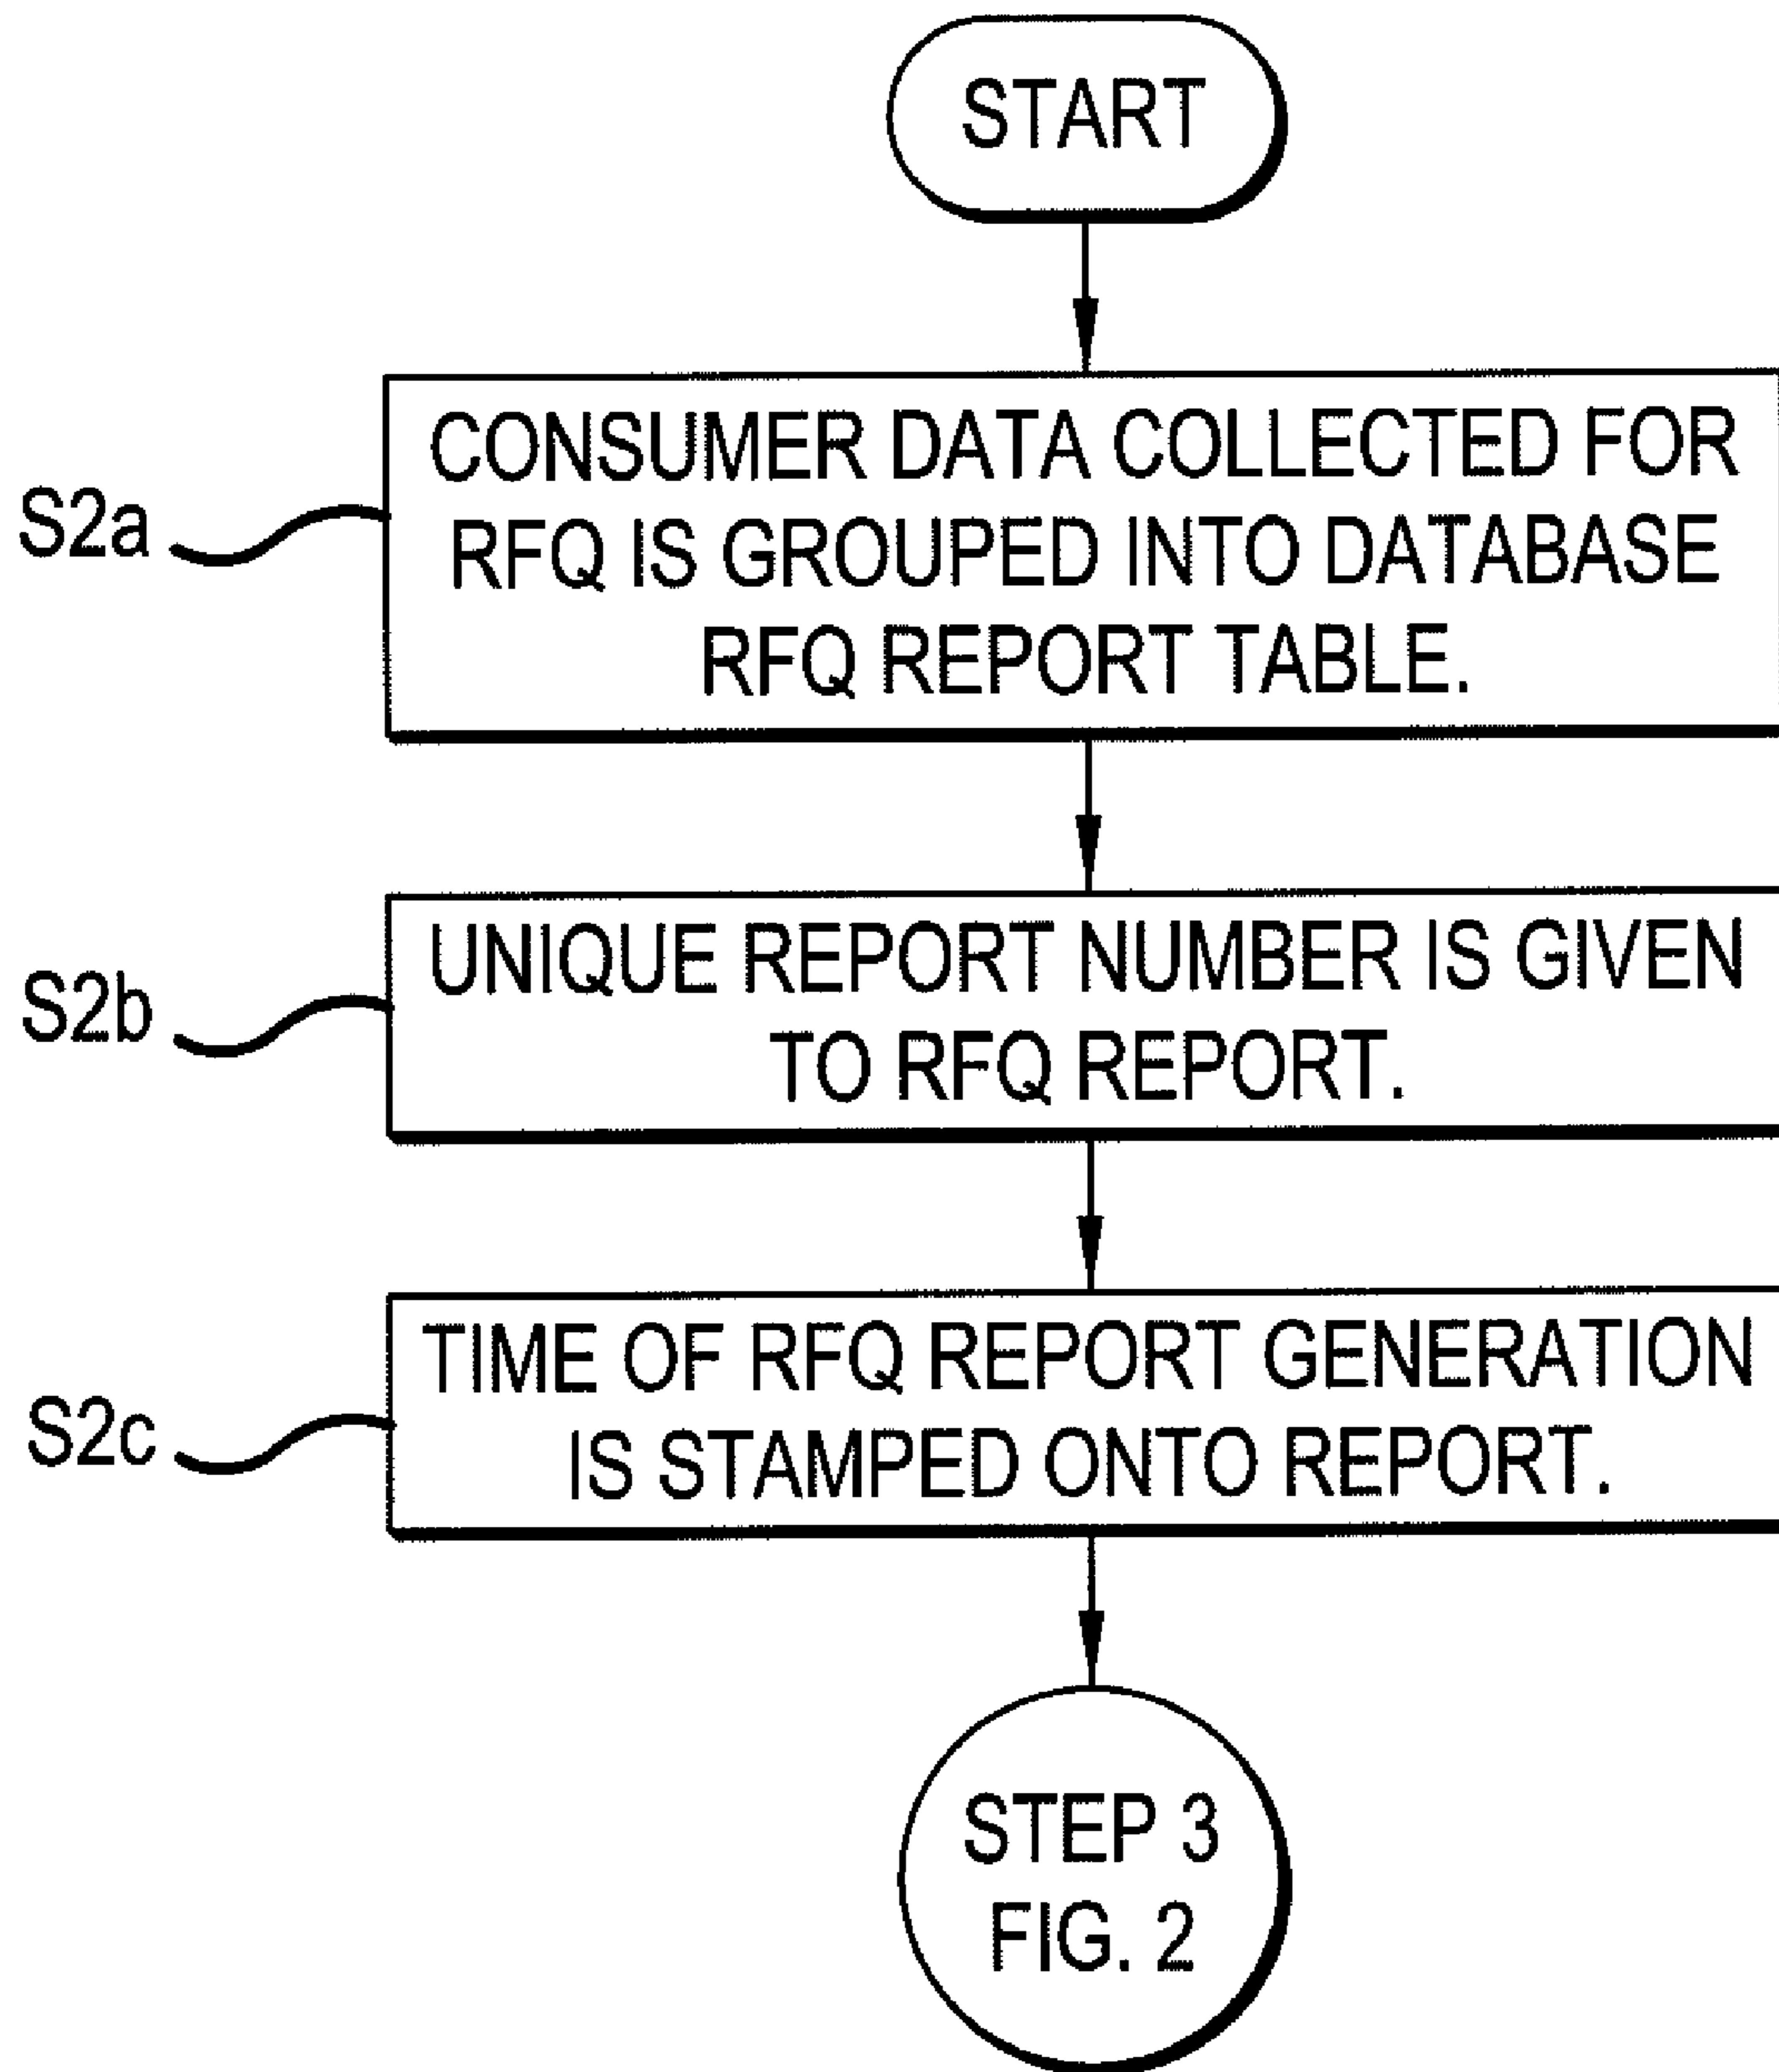 START
S2a
CONSUMER DATA COLLECTED FOR
RFQ IS GROUPED INTO DATABASE
RFQ REPORT TABLE.
S2b
UNIQUE REPORT NUMBER IS GIVEN
TO RFQ REPORT.
S2c
TIME OF RFQ REPORT GENERATION
IS STAMPED ONTO REPORT.
STEP 3
FIG. 2